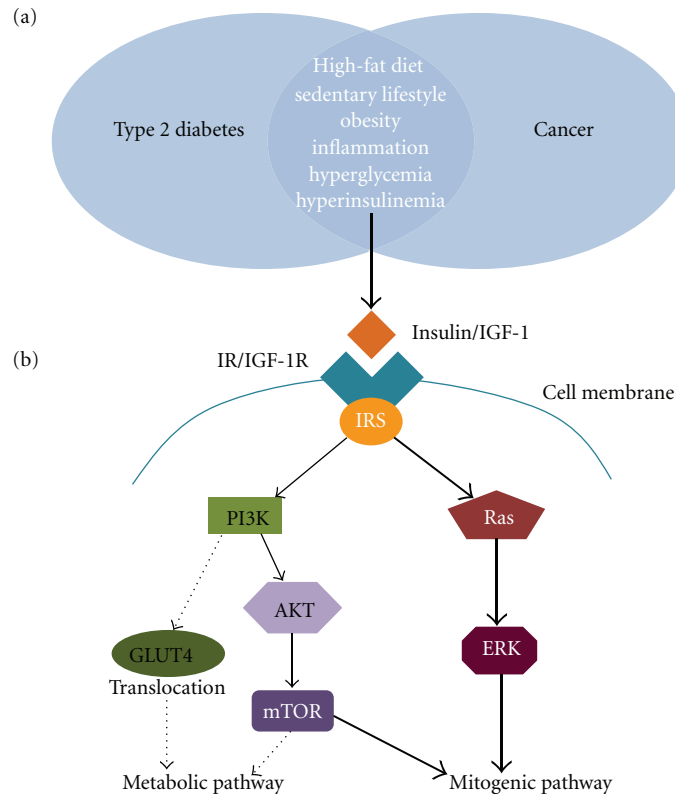 (a)
High-fat diet
sedentary lifestyle
obesity
inflammation
hyperglycemia
hyperinsulinemia
Type 2 diabetes
Cancer
Insulin/IGF-1
(b)
IR/IGF-1R
Cell membrane
IRS
PI3K
Ras
AKT
GLUT4
Translocation
ERK
mTOR
Metabolic pathway
Mitogenic pathway